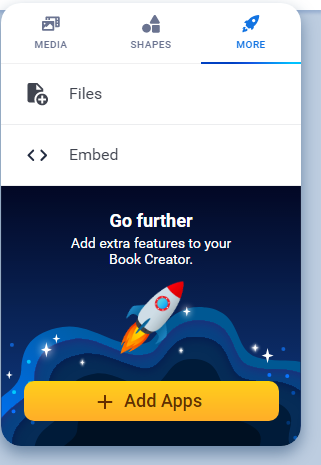 MEDIA
SHAPES
MORE
Files
Embed
Go further
Add extra features to your
Book Creator.
+ Add Apps